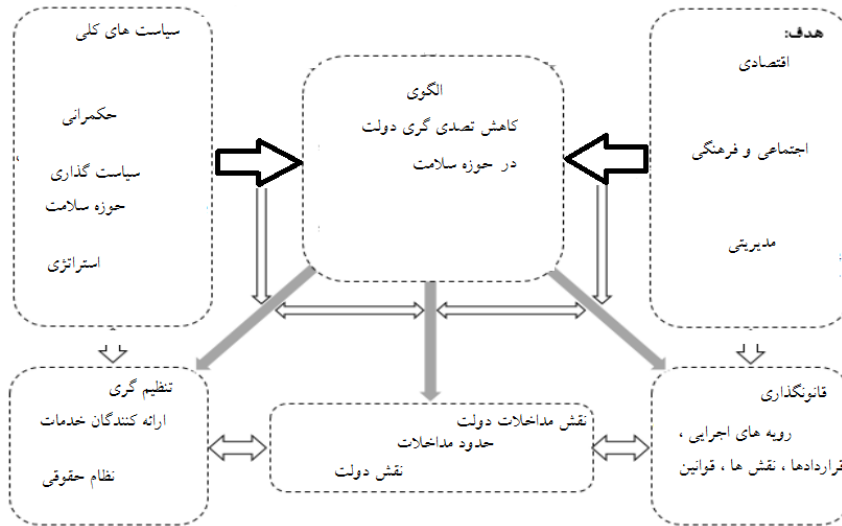 هدف:
اقتصادی
اجتماعی و فرهنگی
مدیریتی
الگوی
کاهش تصدی گری دولت
در حوزه سلامت
سیاست های کلی
حکمرانی
سیاست گذاری
حوزه سلامت
استراتژی
قانونگذاری
رویه های اجرایی ،
قراردادها ، نقش ها ، قوانین
نقش مداخلات دولت
حدود مداخلات
نقش دولت
تنظیم گری
ارائه کنندگان خدمات
نظام حقوقی